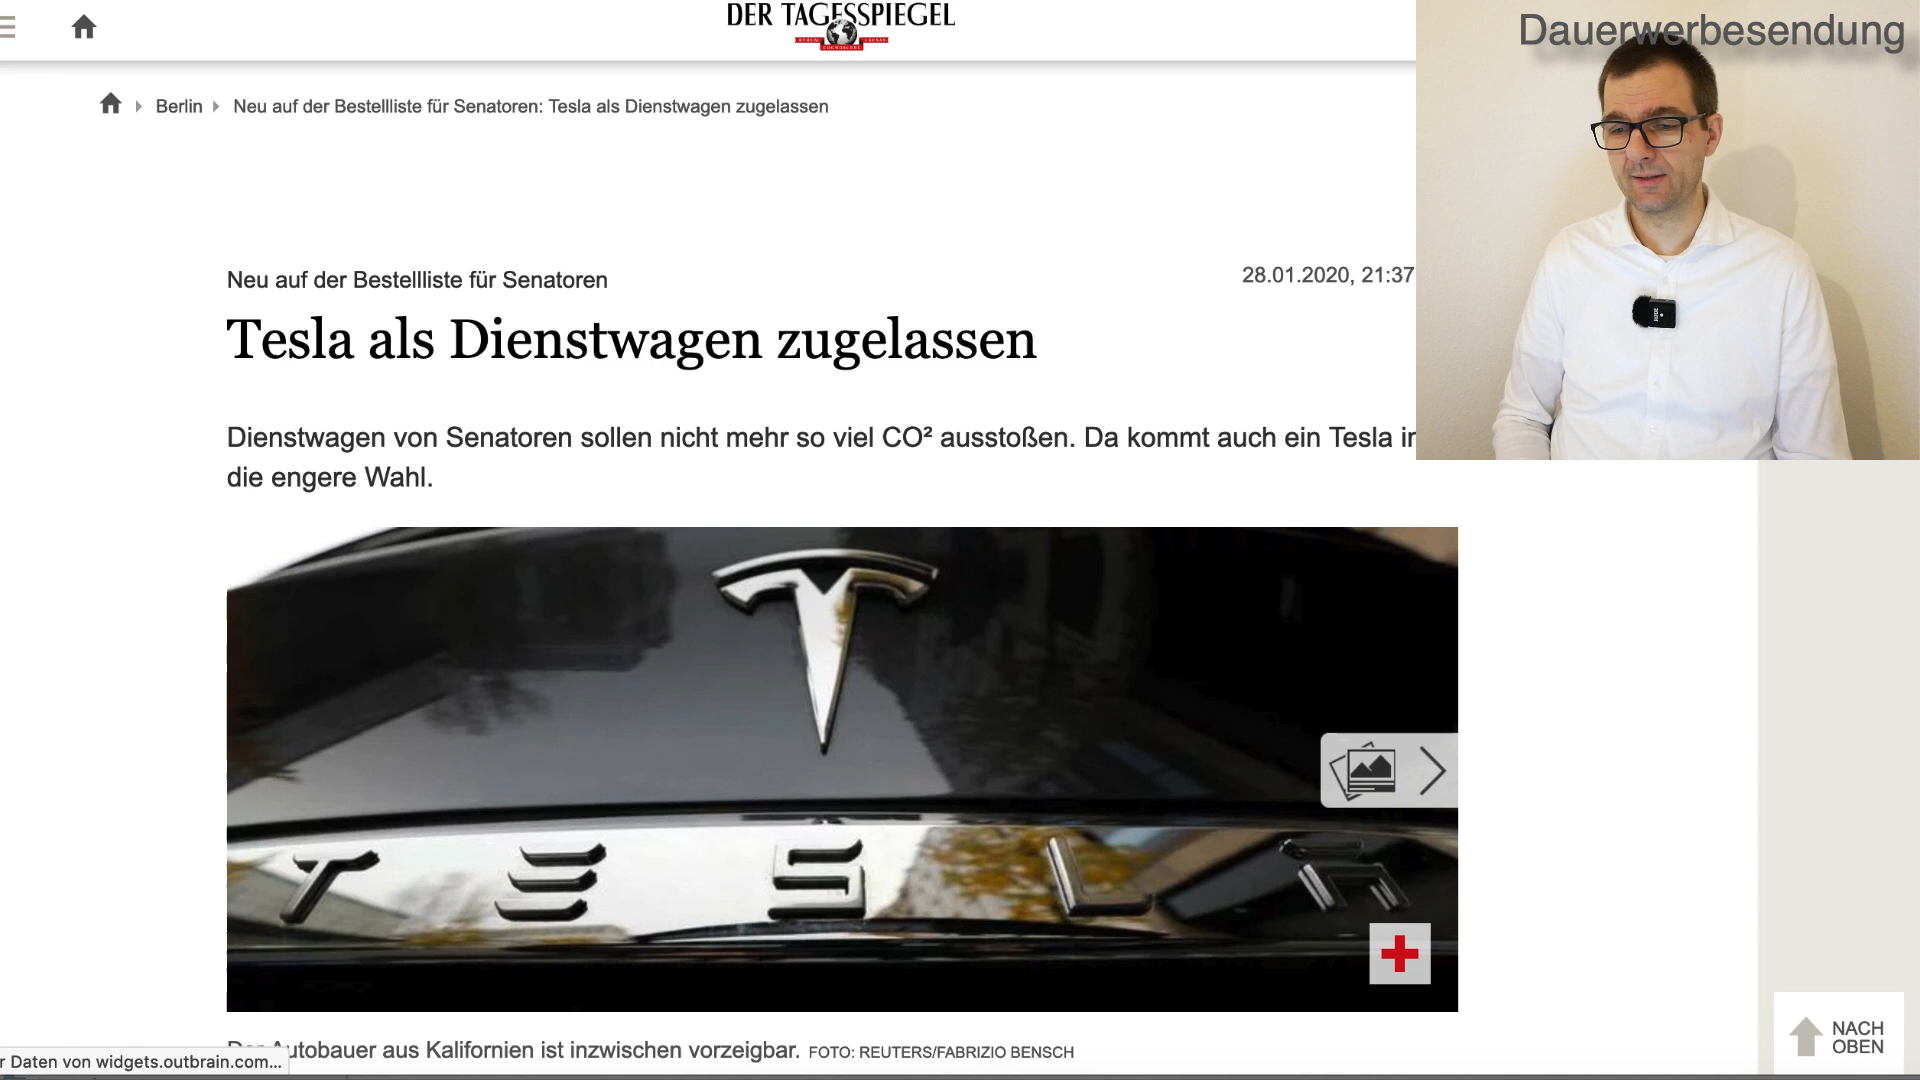 DER TAGESSPIEGEL
Dauerwerbesendung
Berlin
Neu auf der Bestellliste für Senatoren: Tesla als Dienstwagen zugelassen
Neu auf der Bestellliste für Senatoren
28.01.2020, 21:37
Tesla als Dienstwagen zugelassen
Dienstwagen von Senatoren sollen nicht mehr so viel CO² ausstoßen. Da kommt auch ein Tesla in
die engere Wahl.
TESLA
Der Autobauer aus Kalifornien ist inzwischen vorzeigbar. FOTO: REUTERS/FABRIZIO BENSCH
r Daten von widgets.outbrain.com...
NACH
OBEN